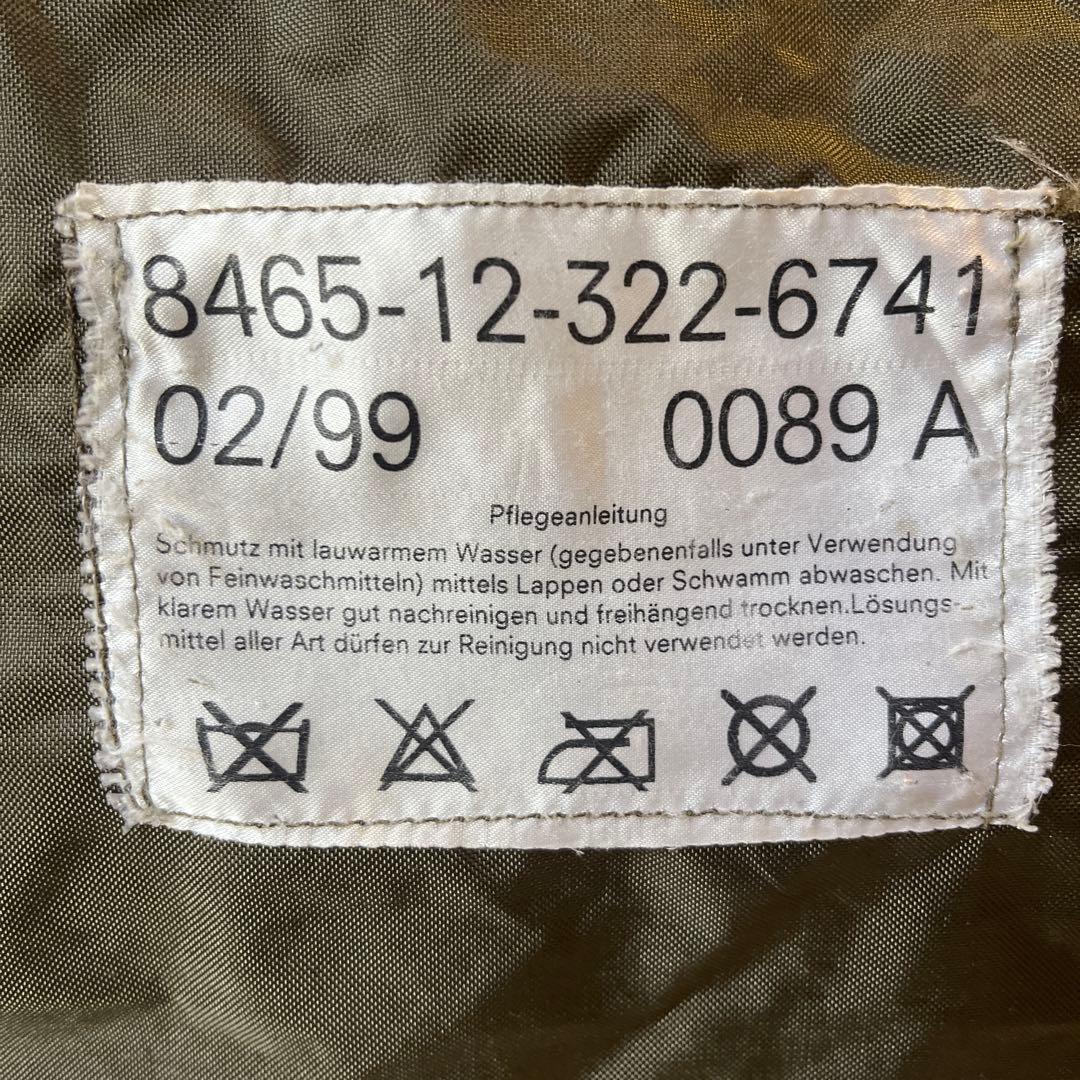 8465-12-322-6741
02/99 0089 A
Pflegeanleitung
Schmutz mit lauwarmem Wasser (gegebenenfalls unter Verwendung
von Feinwaschmitteln) mittels Lappen oder Schwamm abwaschen. Mit
klarem Wasser gut nachreinigen und freihängend trocknen.Lösungs-
mittel aller Art dürfen zur Reinigung nicht verwendet werden.